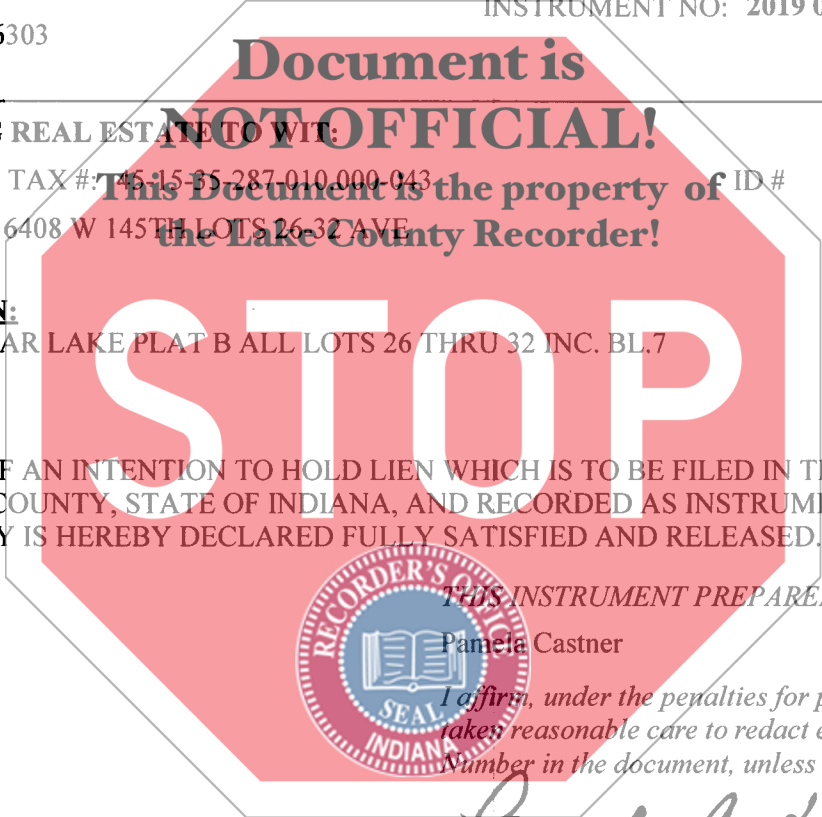 INSTRUMENT NO: 2019 0
6303
Document is
NOT OFFICIAL!
REAL ESTATE TO WIT:
TAX #: 45-15-35-287-010.000-043 ID #
This Document is the property of
the Lake County Recorder!
6408 W 145TH LOTS 26-32 AVE
N:
AR LAKE PLAT B ALL LOTS 26 THRU 32 INC. BL.7
STOP
F AN INTENTION TO HOLD LIEN WHICH IS TO BE FILED IN TH
COUNTY, STATE OF INDIANA, AND RECORDED AS INSTRUM
Y IS HEREBY DECLARED FULLY SATISFIED AND RELEASED.
RECORDER'S OFFICE
SEAL
INDIANA
THIS INSTRUMENT PREPARE
Pamela Castner
I affirm, under the penalties for p
taken reasonable care to redact e
Number in the document, unless